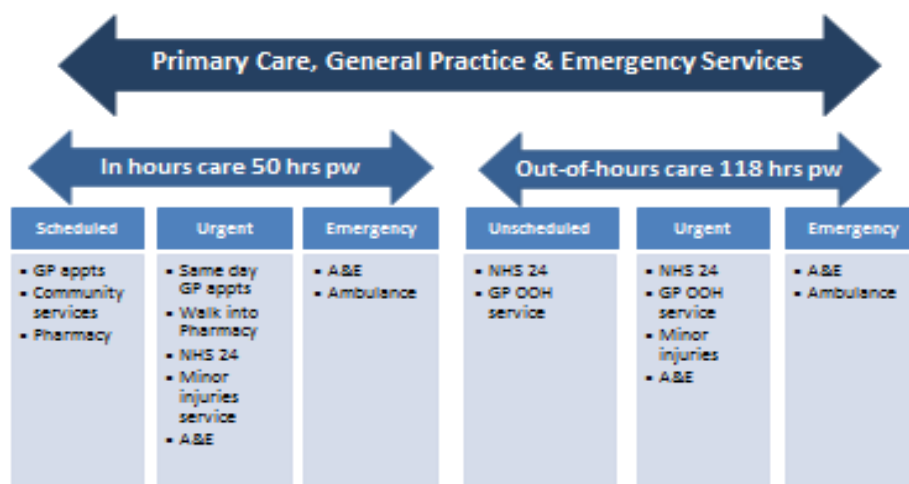 Primary Care, General Practice & Emergency Services
In hours care 50 hrs pw
Out-of-hours care 118 hrs pw
Scheduled
▪ GP appts
▪ Community
services
▪ Pharmacy
Urgent
▪ Same day
GP appts
▪ Walk into
Pharmacy
▪ NHS 24
▪ Minor
injuries
service
▪ A&E
Emergency
▪ A&E
▪ Ambulance
Unscheduled
▪ NHS 24
▪ GP OOH
service
Urgent
▪ NHS 24
▪ GP OOH
service
▪ Minor
injuries
▪ A&E
Emergency
▪ A&E
▪ Ambulance